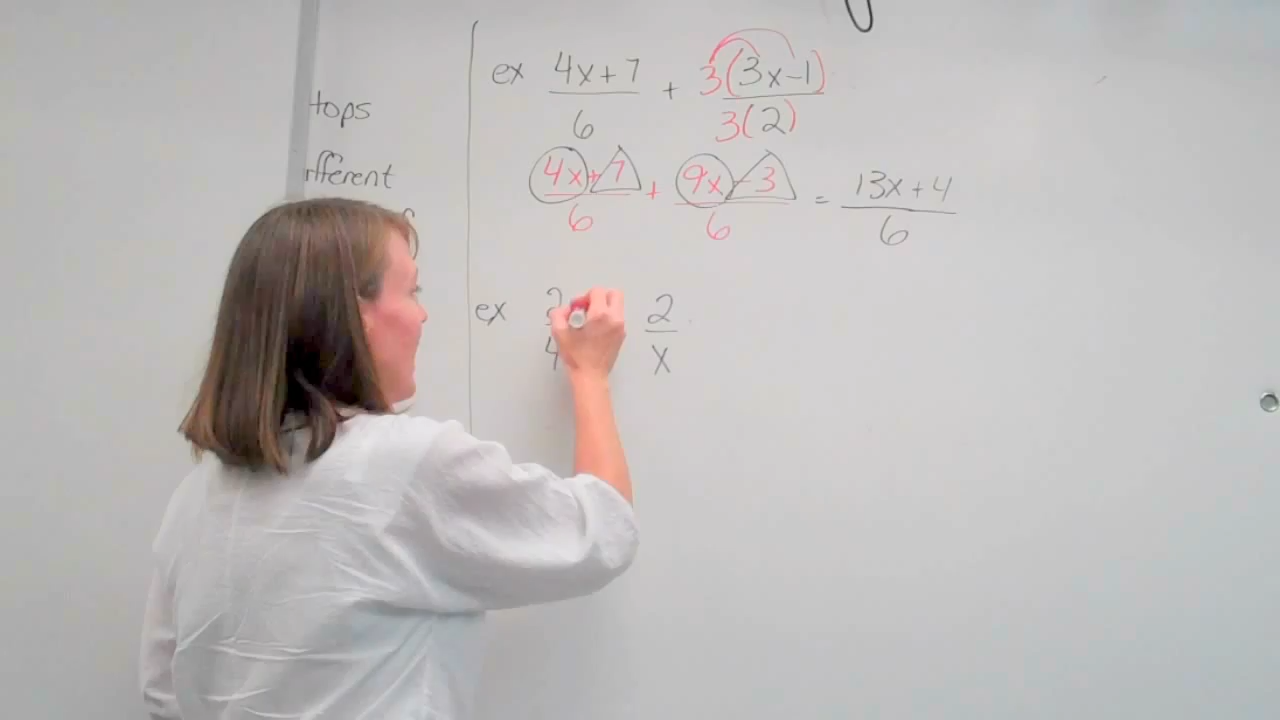 tops
fferent
ex (4x+7)/6 + 3(3x-1)/3(2)
(4x+7)/6 + (9x-3)/6 = (13x+4)/6
ex 2/x